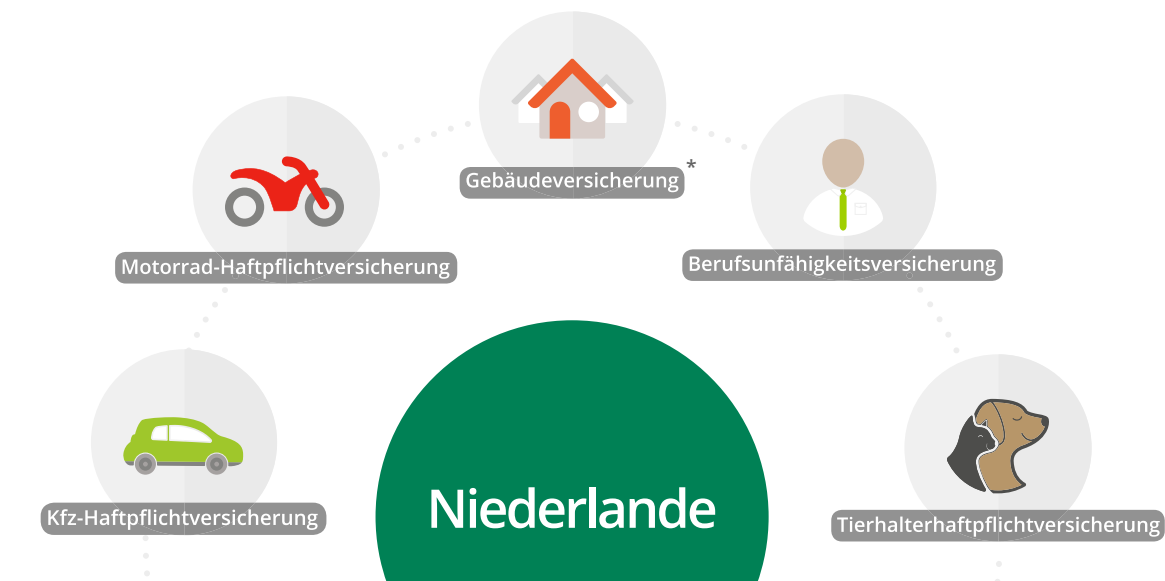 Gebäudeversicherung *
Motorrad-Haftpflichtversicherung
Berufsunfähigkeitsversicherung
Kfz-Haftpflichtversicherung
Niederlande
Tierhalterhaftpflichtversicherung